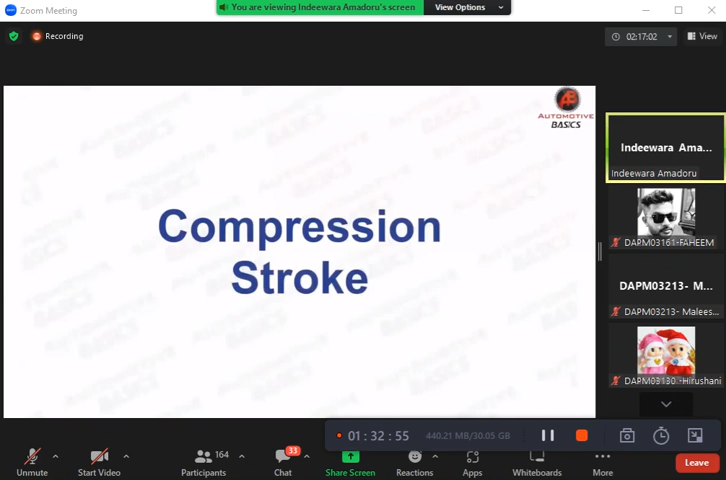 Zoom Meeting
You are viewing Indeewara Amadoru's screen
View Options
Recording
02:17:02
View
AUTOMOTIVE
BASICS
Compression
Stroke
Indeewara Ama...
Indeewara Amadoru
DAPM03161-FAHEEM
DAPM03213- M...
DAPM03213- Malees...
DAPM03130 -Hirushani
01:32:55
440.21 MB/30.05 GB
Unmute
Start Video
164
Participants
33
Chat
Share Screen
Reactions
Apps
Whiteboards
More
Leave